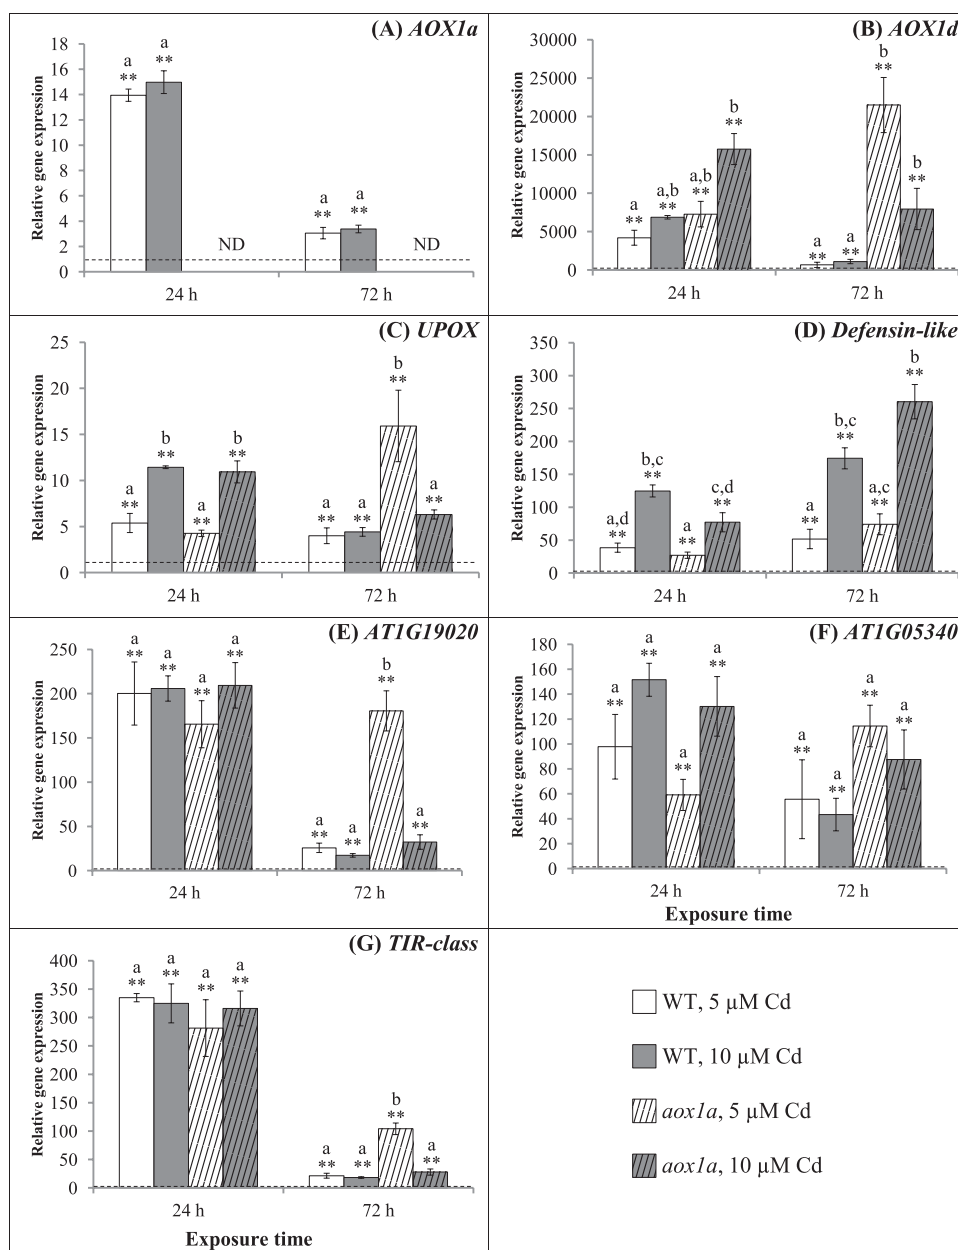 (A) AOX1a
Relative gene expression
18
16
14
12
10
8
6
4
2
0
a
**
a
**
ND
a
**
a
**
ND
24 h
72 h
(B) AOX1d
Relative gene expression
30000
25000
20000
15000
10000
5000
0
a
**
a,b
**
a,b
**
b
**
a
**
a
**
b
**
b
**
24 h
72 h
(C) UPOX
Relative gene expression
25
20
15
10
5
0
a
**
b
**
a
**
b
**
a
**
a
**
b
**
a
**
24 h
72 h
(D) Defensin-like
Relative gene expression
350
300
250
200
150
100
50
0
a,d
**
b,c
**
a
**
c,d
**
a
**
b,c
**
a,c
**
b
**
24 h
72 h
(E) AT1G19020
Relative gene expression
250
200
150
100
50
0
a
**
a
**
a
**
a
**
a
**
a
**
b
**
a
**
24 h
72 h
(F) AT1G05340
Relative gene expression
180
160
140
120
100
80
60
40
20
0
a
**
a
**
a
**
a
**
a
**
a
**
a
**
a
**
24 h
72 h
Exposure time
(G) TIR-class
Relative gene expression
400
350
300
250
200
150
100
50
0
a
**
a
**
a
**
a
**
a
**
a
**
b
**
a
**
24 h
72 h
Exposure time
WT, 5 µM Cd
WT, 10 µM Cd
aox1a, 5 µM Cd
aox1a, 10 µM Cd